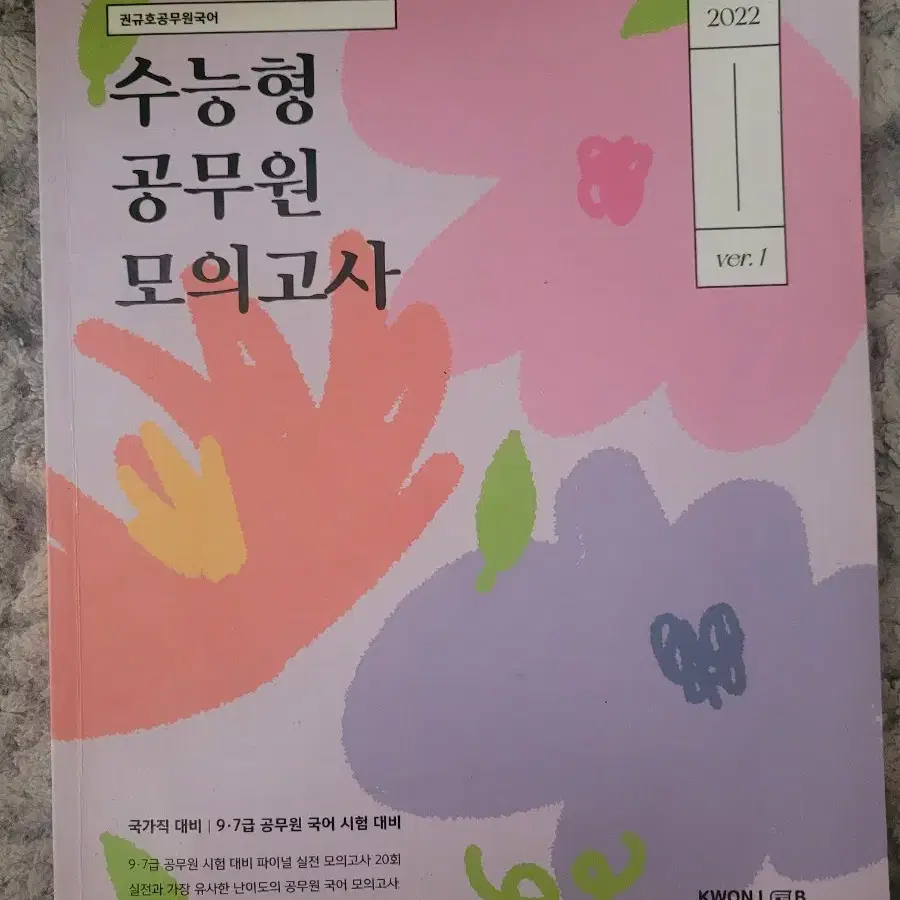 권규호공무원국어
2022
수능형
공무원
모의고사
ver. 1
국가직 대비 | 9·7급 공무원 국어 시험 대비
9·7급 공무원 시험 대비 파이널 실전 모의고사 20회
실전과 가장 유사한 난이도의 공무원 국어 모의고사
be